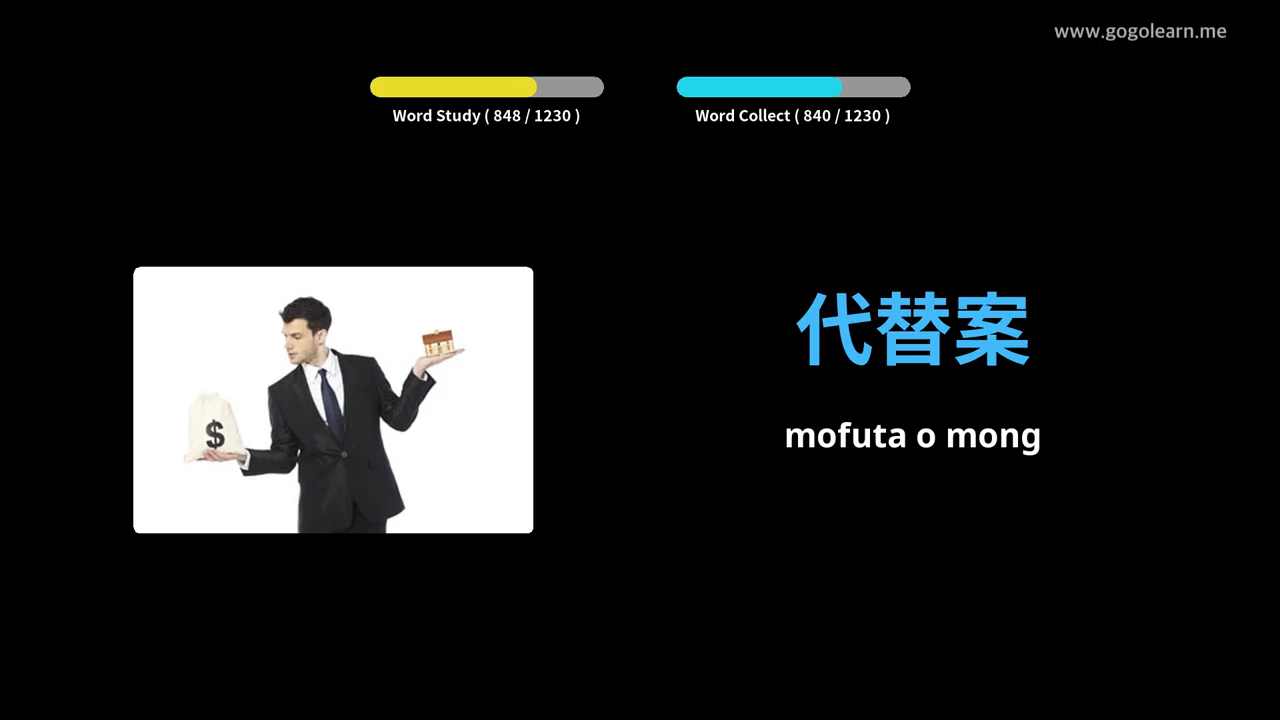 www.gogolearn.me
Word Study ( 848 / 1230 )
Word Collect ( 840 / 1230 )
代替案
mofuta o mong
$